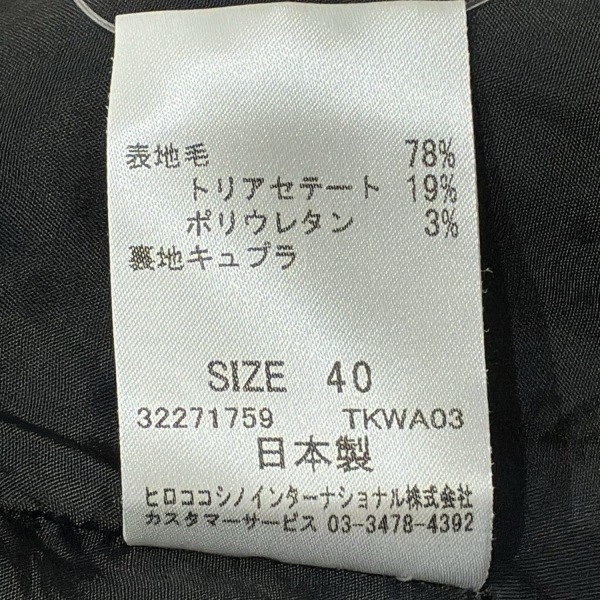 表地毛 78%
トリアセテート 19%
ポリウレタン 3%
裏地キュプラ
SIZE 40
32271759 TKWA03
日本製
ヒロココシノインターナショナル株式会社
カスタマーサービス 03-3478-4392